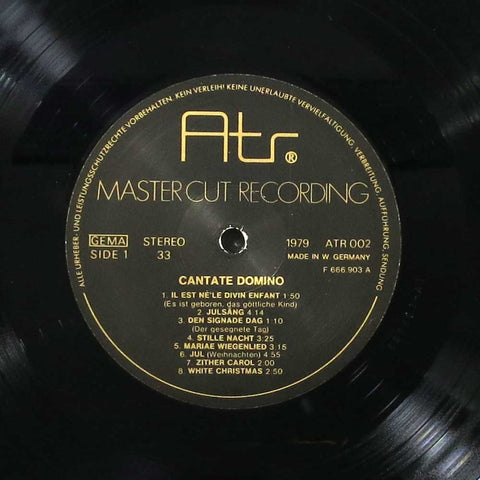 ALLE URHEBER- UND LEISTUNGSSCHUTZRECHTE VORBEHALTEN. KEIN VERLEIH! KEINE UNERLAUBTE VERVIELFÄLTIGUNG, VERBREITUNG, AUFFÜHRUNG, SENDUNG
Atr®
MASTER CUT RECORDING
GEMA STEREO 1979 ATR 002
SIDE 1 33 MADE IN W. GERMANY
F 666.903 A
CANTATE DOMINO
1. IL EST NÉ'LE DIVIN ENFANT 1:50
(Es ist geboren, das göttliche Kind)
2. JULSÅNG 4:14
3. DEN SIGNADE DAG 1:10
(Der gesegnete Tag)
4. STILLE NACHT 3:25
5. MARIAE WIEGENLIED 3:15
6. JUL (Weihnachten) 4:55
7. ZITHER CAROL 2:00
8. WHITE CHRISTMAS 2:50